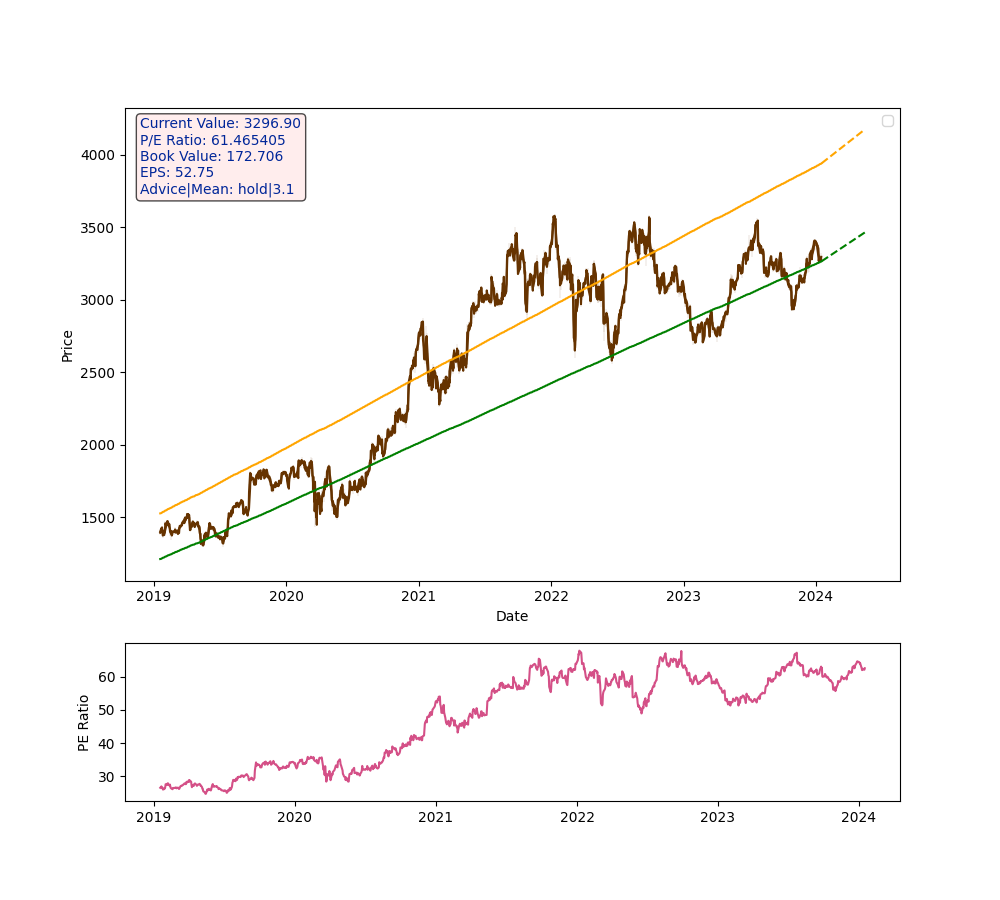 Current Value: 3296.90
P/E Ratio: 61.465405
Book Value: 172.706
EPS: 52.75
Advice|Mean: hold|3.1
4000
3500
3000
2500
2000
1500
Price
2019 2020 2021 2022 2023 2024
Date
60
50
40
30
PE Ratio
2019 2020 2021 2022 2023 2024